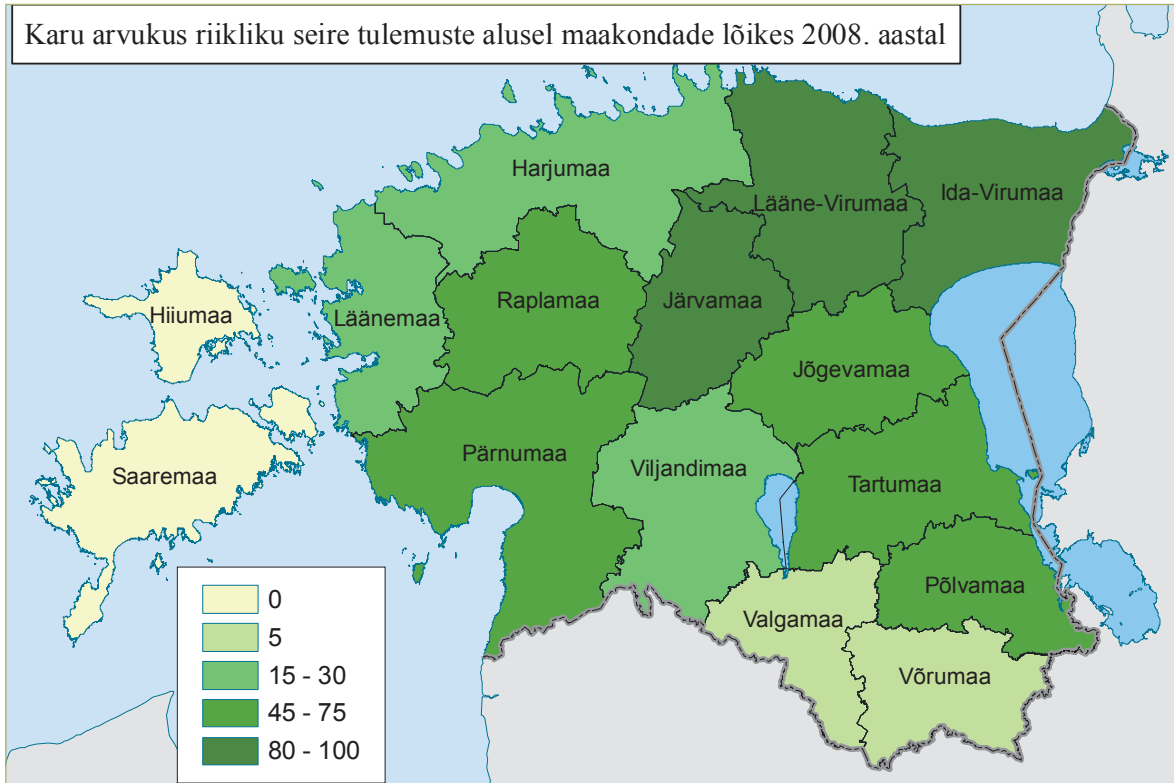 Karu arvukus riikliku seire tulemuste alusel maakondade lõikes 2008. aastal
Harjumaa
Lääne-Virumaa
Ida-Virumaa
Hiiumaa
Läänemaa
Raplamaa
Järvamaa
Jõgevamaa
Saaremaa
Pärnumaa
Viljandimaa
Tartumaa
Valgamaa
Põlvamaa
Võrumaa
0
5
15 - 30
45 - 75
80 - 100